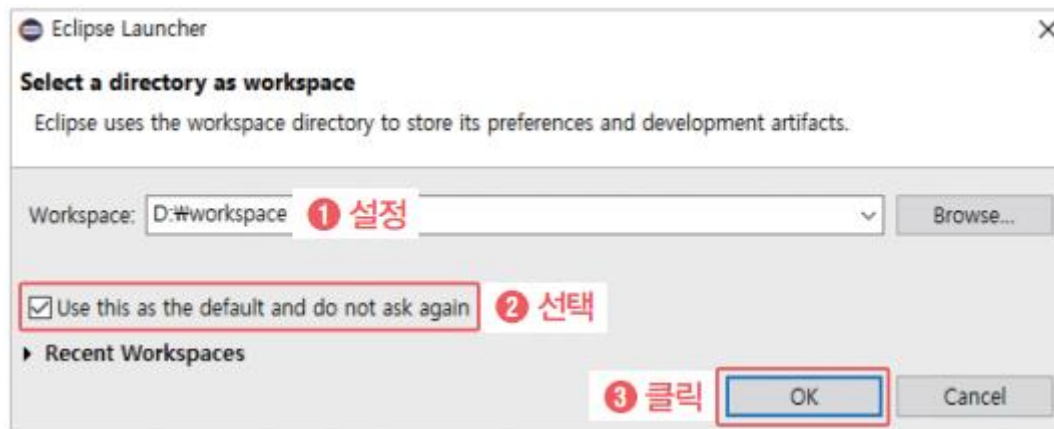 Eclipse Launcher
Select a directory as workspace
Eclipse uses the workspace directory to store its preferences and development artifacts.
Workspace: D:₩workspace ❶ 설정 Browse...
Use this as the default and do not ask again ❷ 선택
Recent Workspaces
❸ 클릭 OK Cancel